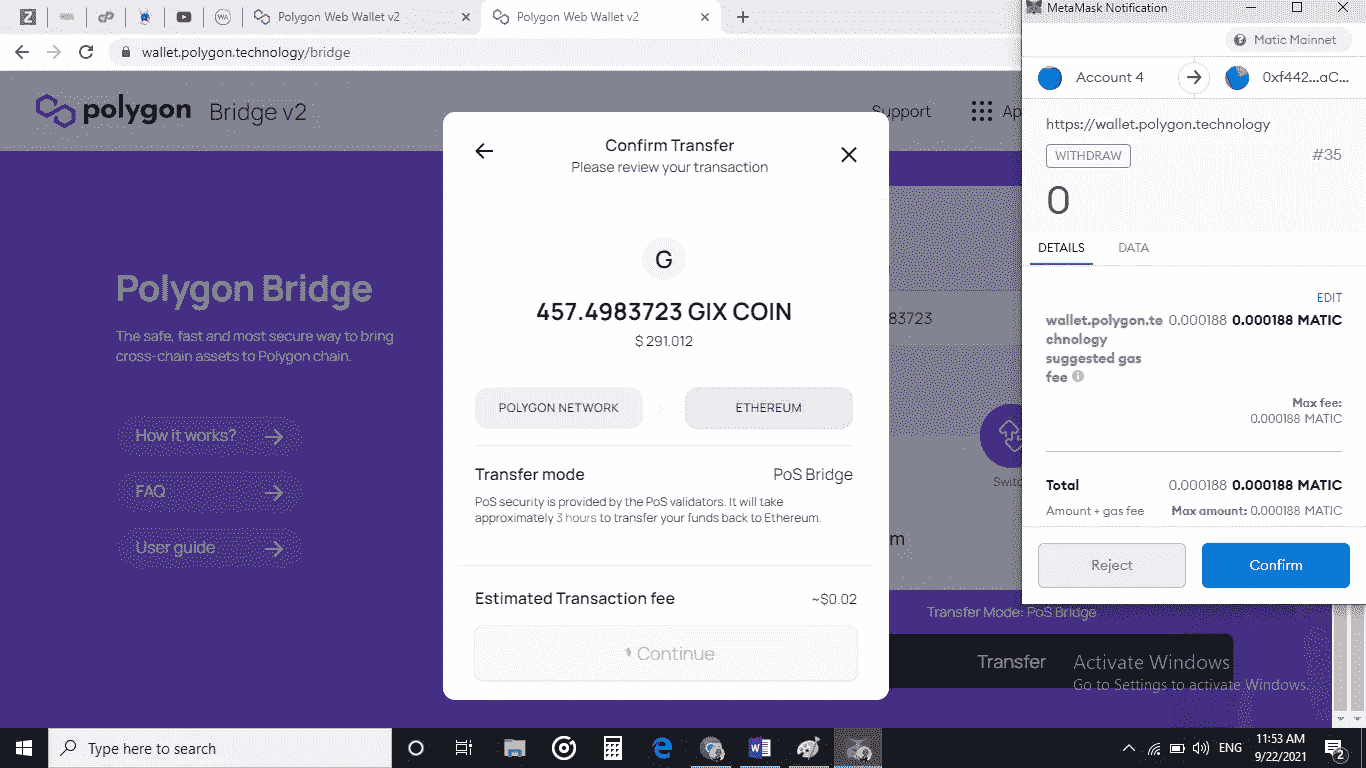 Polygon Web Wallet v2
Polygon Web Wallet v2
wallet.polygon.technology/bridge
polygon Bridge v2
Support
Ap
Polygon Bridge
The safe, fast and most secure way to bring
cross-chain assets to Polygon chain.
How it works?
FAQ
User guide
Confirm Transfer
Please review your transaction
G
457.4983723 GIX COIN
$ 291.012
POLYGON NETWORK
ETHEREUM
Transfer mode PoS Bridge
PoS security is provided by the PoS validators. It will take
approximately 3 hours to transfer your funds back to Ethereum.
Estimated Transaction fee ~$0.02
Continue
83723
Switc
m
Transfer Mode: PoS Bridge
Transfer
Activate Windows
Go to Settings to activate Windows.
MetaMask Notification
Matic Mainnet
Account 4
0xf442...aC...
https://wallet.polygon.technology
WITHDRAW
#35
0
DETAILS
DATA
EDIT
wallet.polygon.te 0.000188 0.000188 MATIC
chnology
suggested gas
fee
Max fee:
0.000188 MATIC
Total 0.000188 0.000188 MATIC
Amount + gas fee Max amount: 0.000188 MATIC
Reject
Confirm
Type here to search
ENG
11:53 AM
9/22/2021
2